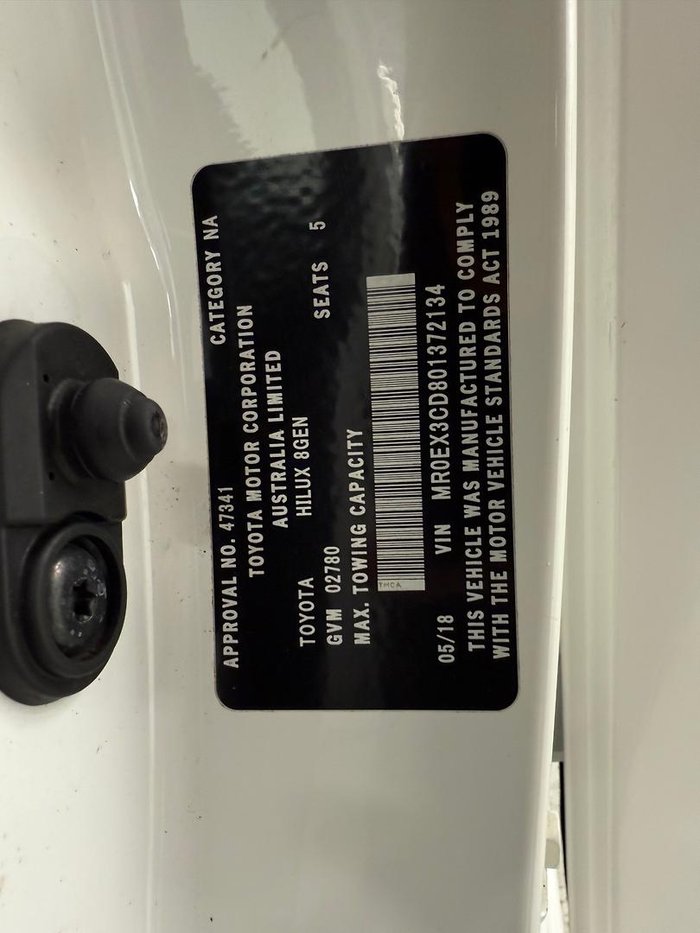 APPROVAL NO. 47341 CATEGORY NA
TOYOTA MOTOR CORPORATION
AUSTRALIA LIMITED
TOYOTA HILUX 8GEN
GVM 02780 SEATS 5
MAX. TOWING CAPACITY
TMCA
05/18 VIN MR0EX3CD801372134
THIS VEHICLE WAS MANUFACTURED TO COMPLY
WITH THE MOTOR VEHICLE STANDARDS ACT 1989